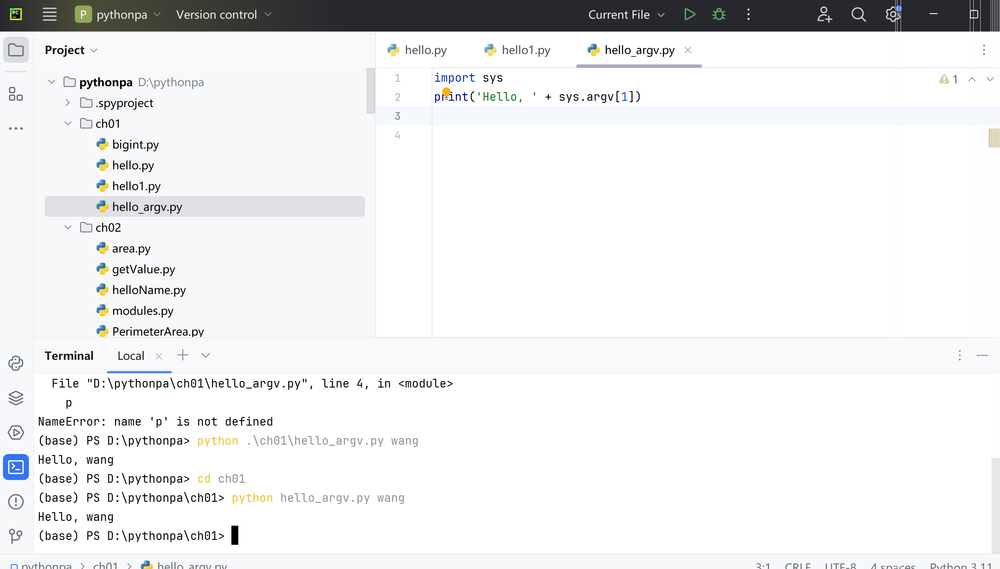 PC
P pythonpa Version control Current File
Project
pythonpa D:\pythonpa
.spyproject
ch01
bigint.py
hello.py
hello1.py
hello_argv.py
ch02
area.py
getValue.py
helloName.py
modules.py
PerimeterArea.py
hello.py hello1.py hello_argv.py
1 import sys
2 print('Hello, ' + sys.argv[1])
3
4
1
Terminal Local
File "D:\pythonpa\ch01\hello_argv.py", line 4, in <module>
p
NameError: name 'p' is not defined
(base) PS D:\pythonpa> python .\ch01\hello_argv.py wang
Hello, wang
(base) PS D:\pythonpa> cd ch01
(base) PS D:\pythonpa\ch01> python hello_argv.py wang
Hello, wang
(base) PS D:\pythonpa\ch01>
pythonpa > ch01 > hello_argv.py 3:1 CRLF UTF-8 4 spaces Python 3.11